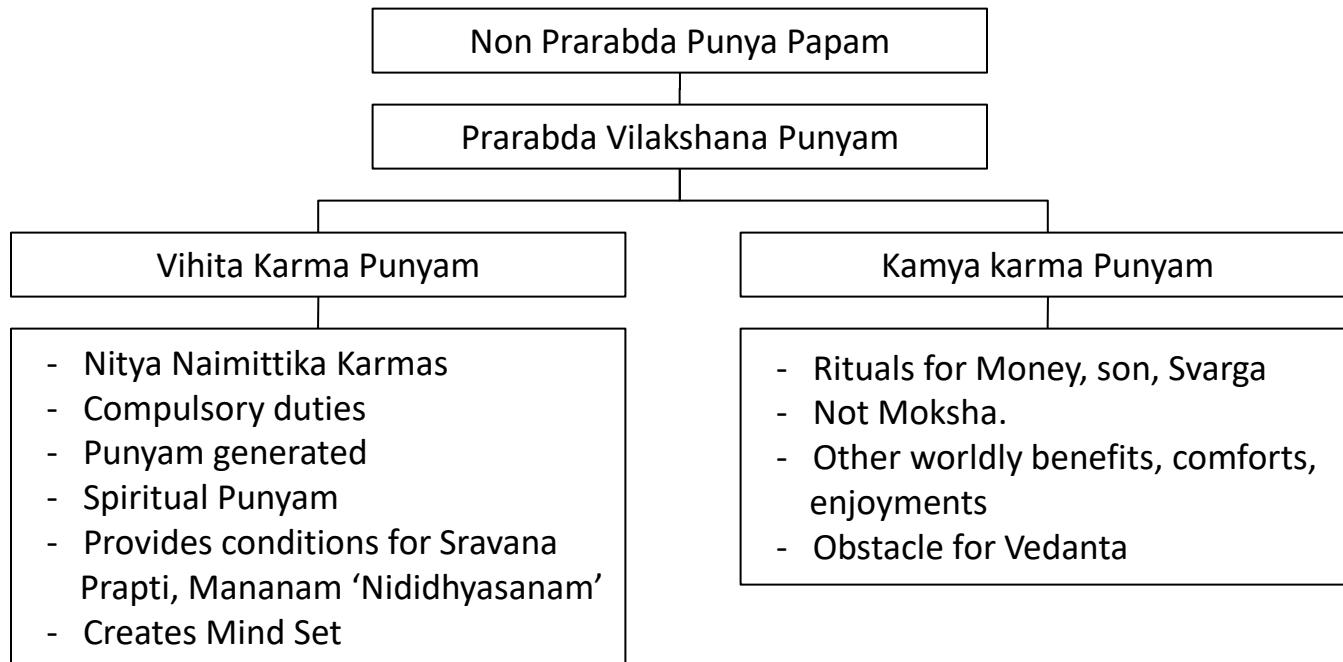 Non Prarabda Punya Papam
Prarabda Vilakshana Punyam
Vihita Karma Punyam
- Nitya Naimittika Karmas
- Compulsory duties
- Punyam generated
- Spiritual Punyam
- Provides conditions for Sravana
Prapti, Mananam ‘Nididhyasanam’
- Creates Mind Set
Kamya karma Punyam
- Rituals for Money, son, Svarga
- Not Moksha.
- Other worldly benefits, comforts,
enjoyments
- Obstacle for Vedanta